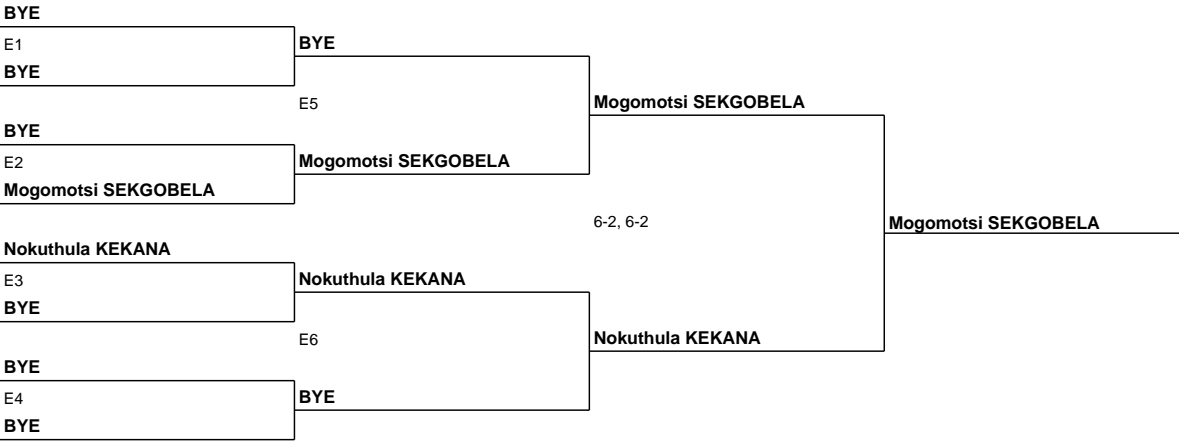 BYE
E1
BYE
BYE
E5
Mogomotsi SEKGOBELA
BYE
E2
Mogomotsi SEKGOBELA
Mogomotsi SEKGOBELA
6-2, 6-2
Mogomotsi SEKGOBELA
Nokuthula KEKANA
E3
Nokuthula KEKANA
BYE
E6
Nokuthula KEKANA
BYE
E4
BYE
BYE